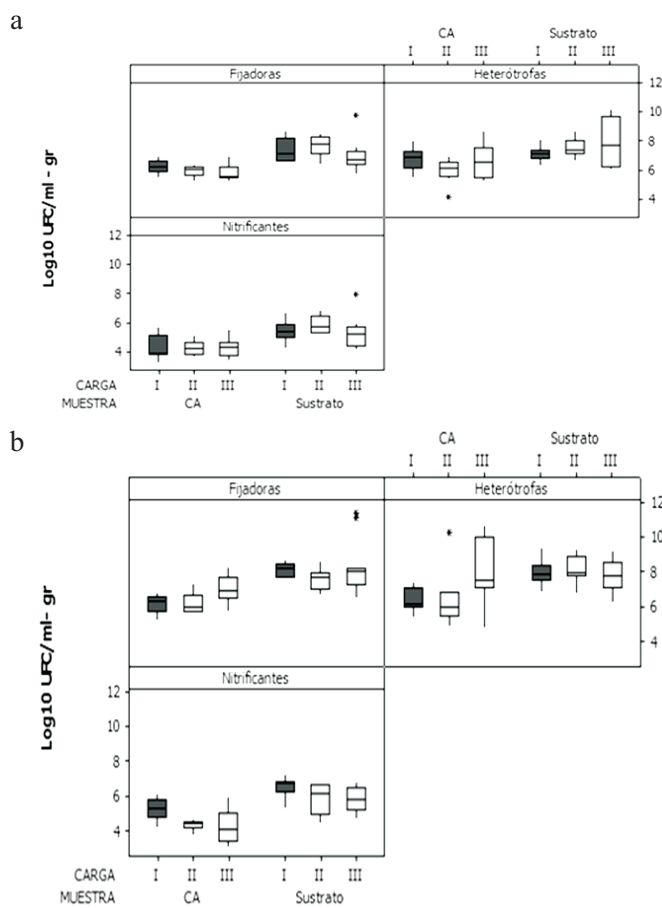 a
CA Sustrato
I II III I II III
Fijadoras Heterótrofas
12
10
8
6
4
Log10 UFC/ml - gr
Nitrificantes
12
10
8
6
4
CARGA I II III I II III
MUESTRA CA Sustrato
b
CA Sustrato
I II III I II III
Fijadoras Heterótrofas
12
10
8
6
4
Log10 UFC/ml- gr
Nitrificantes
12
10
8
6
4
CARGA I II III I II III
MUESTRA CA Sustrato